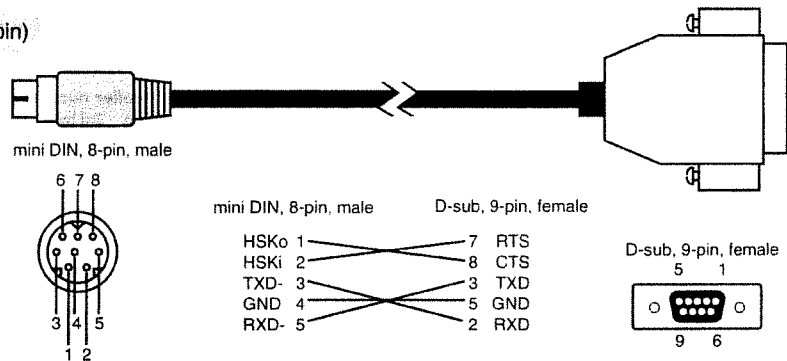 pin)
mini DIN, 8-pin, male
6 7 8
3 4 5
1 2
mini DIN, 8-pin, male D-sub, 9-pin, female
HSKo 1 7 RTS
HSKi 2 8 CTS
TXD- 3 3 TXD
GND 4 5 GND
RXD- 5 2 RXD
D-sub, 9-pin, female
5 1
9 6